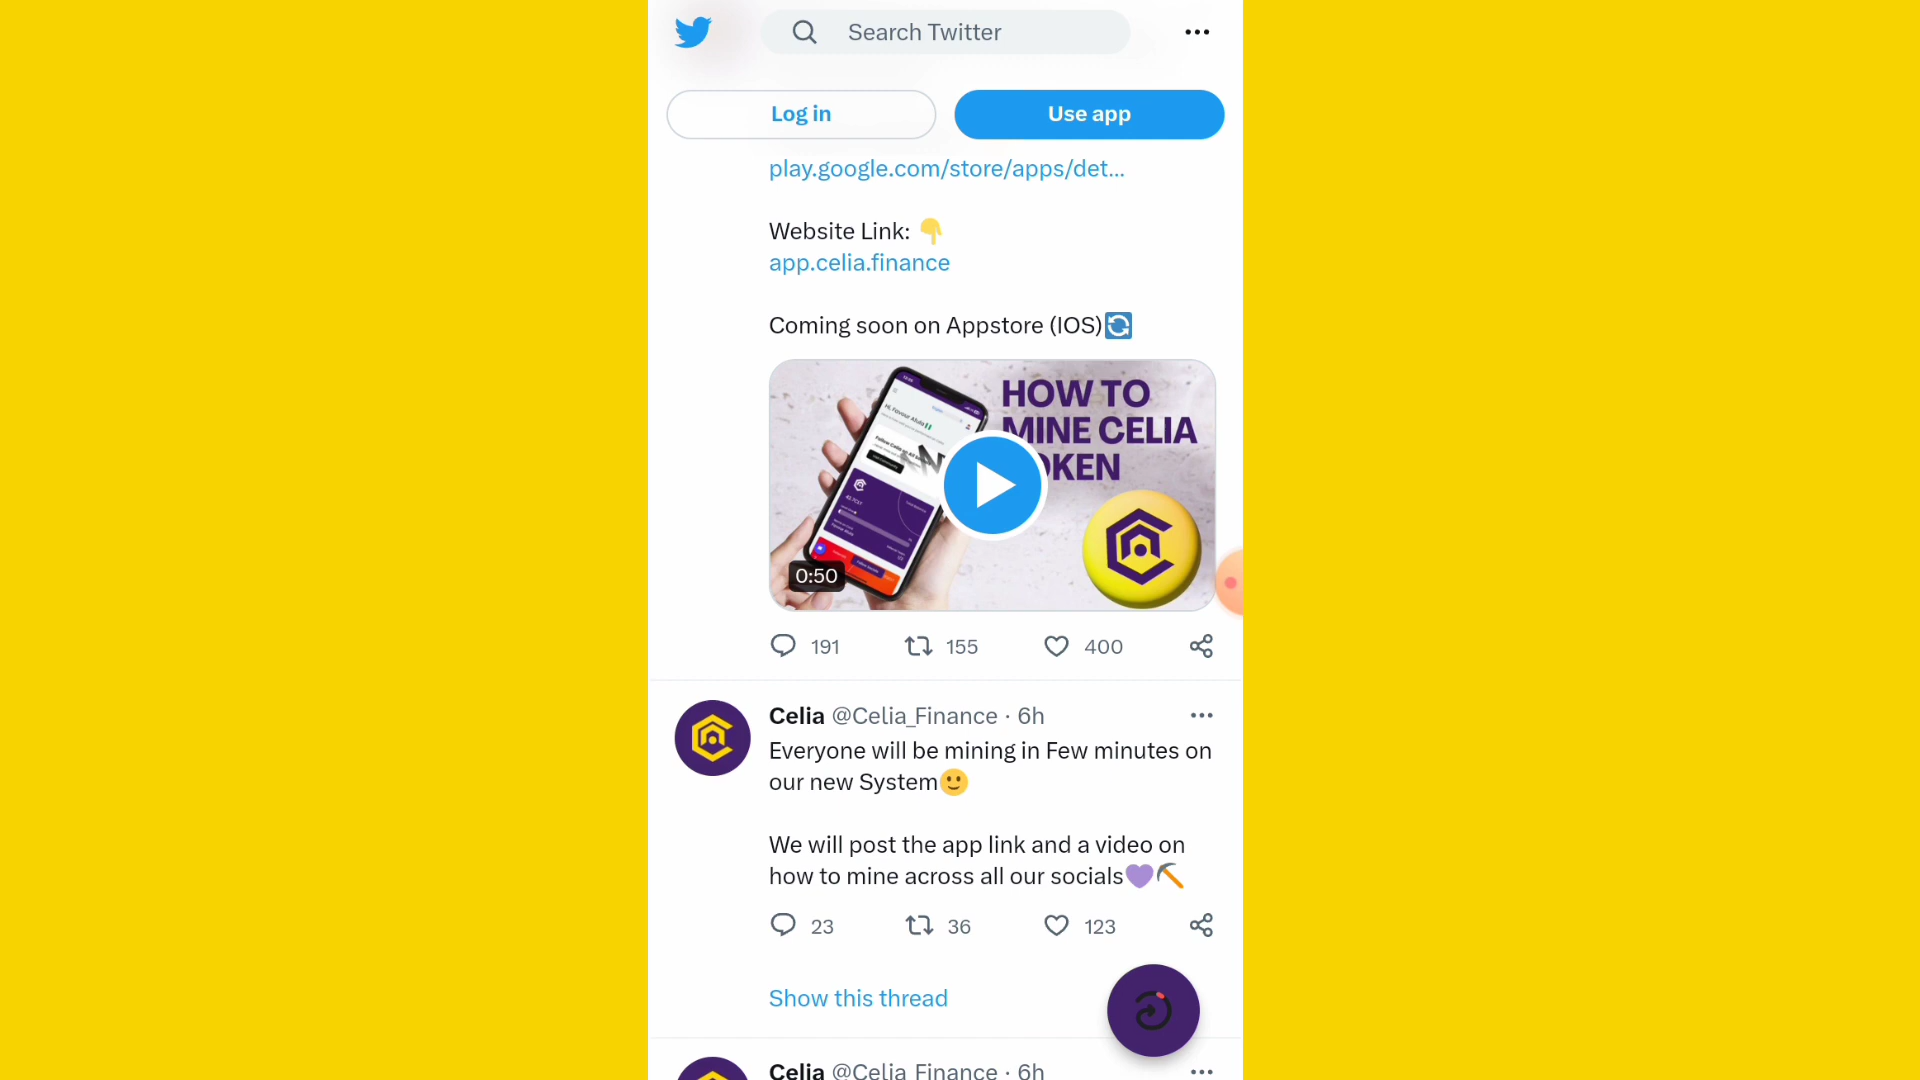 Search Twitter
Log in
Use app
play.google.com/store/apps/det...
Website Link: 👇
app.celia.finance
Coming soon on Appstore (IOS)🔄
HOW TO
MINE CELIA
OKEN
0:50
191 155 400
Celia @Celia_Finance · 6h
Everyone will be mining in Few minutes on
our new System🙂
We will post the app link and a video on
how to mine across all our socials💜⛏️
23 36 123
Show this thread
Celia @Celia_Finance · 6h